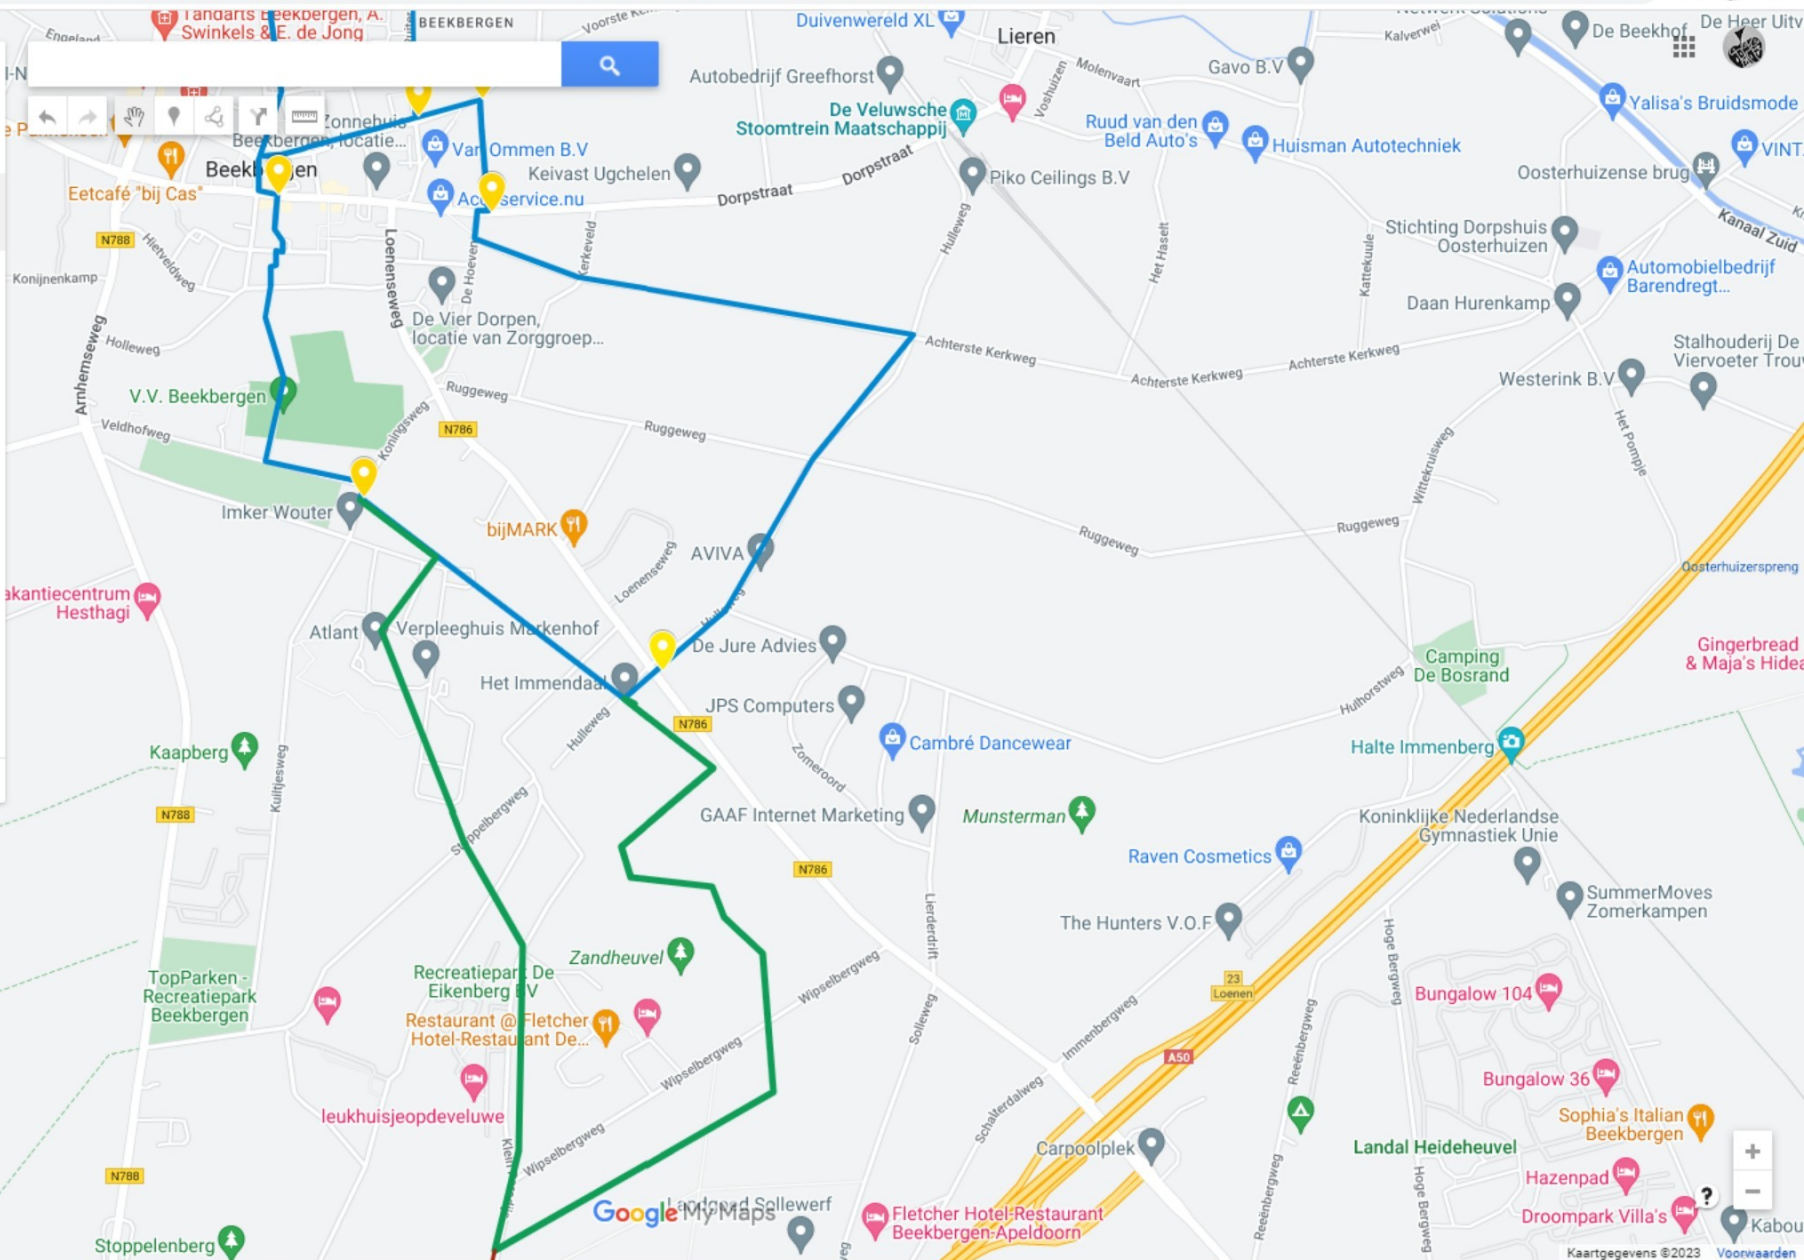 Tandarts Beekbergen, A.
Swinkels & E. de Jong
BEEKBERGEN
Duivenwereld XL
Lieren
Kalverwei
De Beekhof
De Heer Uitv
Engeland
Autobedrijf Greefhorst
Molenvaart
Voshuizen
Gavo B.V
De Veluwsche
Stoomtrein Maatschappij
Yalisa's Bruidsmode
Ruud van den
Beld Auto's
Huisman Autotechniek
VINT
Zonnehuis
Beekbergen, locatie...
Van Ommen B.V
Keivast Ugchelen
Dorpstraat
Dorpstraat
Piko Ceilings B.V
Oosterhuizense brug
Eetcafé "bij Cas"
Kanaal Zuid
N788
Hietveldweg
Loenenseweg
De Hoeven
Kerkeveld
Hulleweg
Het Haselt
Kattekuule
Stichting Dorpshuis
Oosterhuizen
Automobielbedrijf
Barendregt...
Konijnenkamp
Daan Hurenkamp
De Vier Dorpen,
locatie van Zorggroep...
Arnhemseweg
Holleweg
Achterste Kerkweg
Achterste Kerkweg
Achterste Kerkweg
Stalhouderij De
Viervoeter Trou
Westerink B.V
V.V. Beekbergen
Ruggeweg
Koningsweg
Veldhofweg
N786
Ruggeweg
Wittekruisweg
Het Pompje
Imker Wouter
bijMARK
Ruggeweg
Ruggeweg
AVIVA
Loenenseweg
Oosterhuizerspreng
akantiecentrum
Hesthagi
Hulleweg
Atlant
Verpleeghuis Markenhof
De Jure Advies
Camping
De Bosrand
Gingerbread
& Maja's Hidea
Het Immendaal
Hulleweg
JPS Computers
N786
Hulhorstweg
Kaapberg
Kuiltjesweg
Cambré Dancewear
Halte Immenberg
Zomeroord
N788
Stoppelbergweg
GAAF Internet Marketing
Munsterman
Koninklijke Nederlandse
Gymnastiek Unie
Raven Cosmetics
N786
SummerMoves
Zomerkampen
Lierderdrift
The Hunters V.O.F
Hoge Bergweg
Zandheuvel
Wipselbergweg
TopParken -
Recreatiepark
Beekbergen
Recreatiepark De
Eikenberg BV
23
Loenen
Bungalow 104
Restaurant @ Fletcher
Hotel-Restaurant De...
Solleweg
Immenbergweg
Reeënbergweg
Wipselbergweg
A50
Bungalow 36
leukhuisjeopdeveluwe
Schalterdalweg
Sophia's Italian
Beekbergen
Wipselbergweg
Carpoolplek
Landal Heideheuvel
N788
Hoge Bergweg
Hazenpad
Reeënbergweg
Landgoed Sollewerf
Google My Maps
Fletcher Hotel-Restaurant
Beekbergen-Apeldoorn
Droompark Villa's
?
Stoppelenberg
Kabou
Kaartgegevens ©2023 Voorwaarden